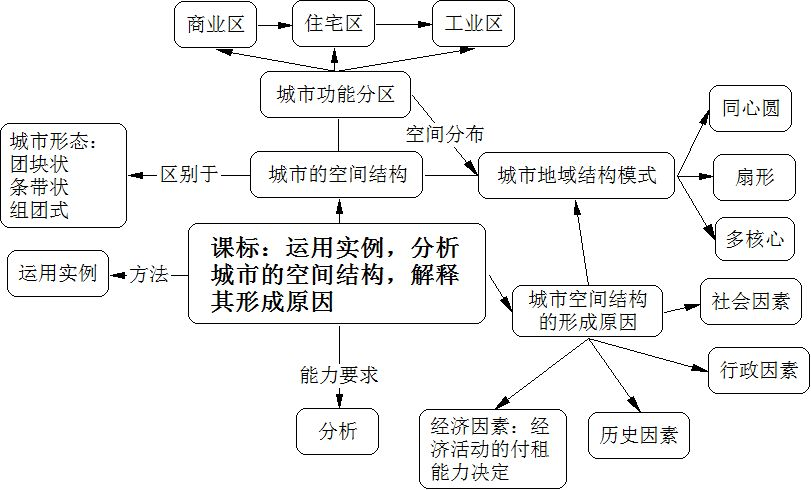 商业区
住宅区
工业区
城市功能分区
同心圆
空间分布
城市形态：
团块状
条带状
组团式
区别于
城市的空间结构
城市地域结构模式
扇形
多核心
课标：运用实例，分析
城市的空间结构，解释
其形成原因
运用实例
方法
城市空间结构
的形成原因
社会因素
行政因素
能力要求
分析
经济因素：经
济活动的付租
能力决定
历史因素